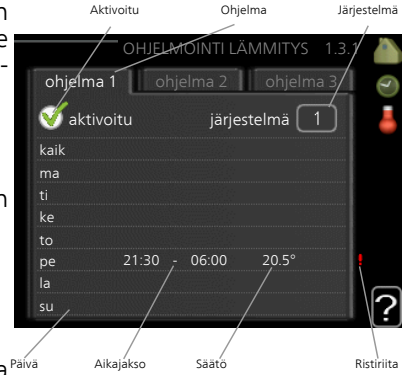 n
Aktivoitu Ohjelma Järjestelmä
e
-
OHJELMOINTI LÄMMITYS 1.3.1
ohjelma 1 ohjelma 2 ohjelma 3
aktivoitu järjestelmä 1
kaik
ma
ti
n
ke
to
pe 21:30 - 06:00 20.5° !
la
su ?
a
Päivä Aikajakso Säätö Ristiriita